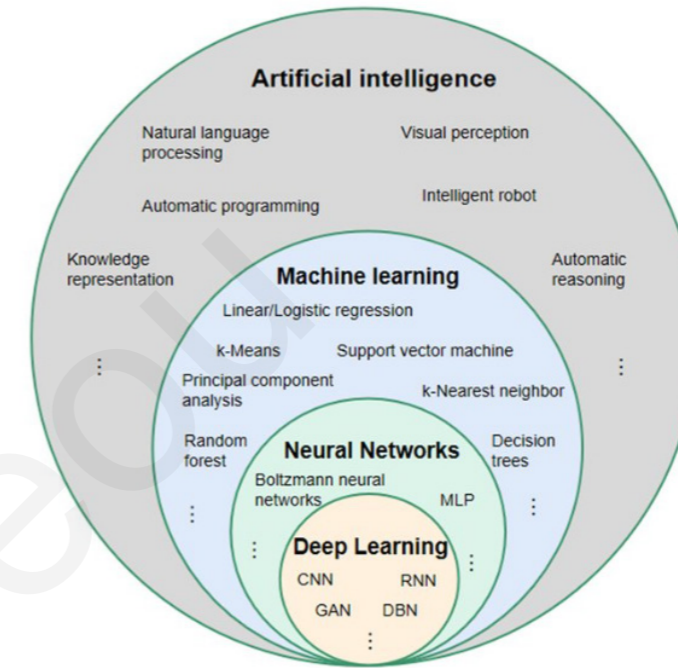 Artificial intelligence
Natural language
processing
Visual perception
Automatic programming
Intelligent robot
Knowledge
representation
Automatic
reasoning
Machine learning
Linear/Logistic regression
k-Means
Support vector machine
Principal component
analysis
k-Nearest neighbor
Random
forest
Decision
trees
Neural Networks
Boltzmann neural
networks
MLP
Deep Learning
CNN
RNN
GAN
DBN